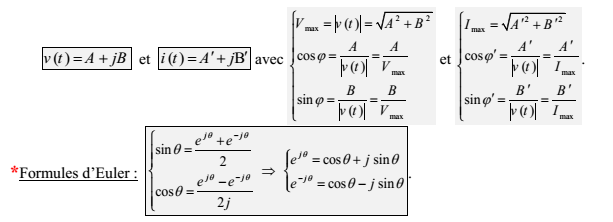 v(t) = A + jB et i(t) = A′ + jB′ avec { V_max = |v(t)| = √(A² + B²) ; cos φ = A/|v(t)| = A/V_max ; sin φ = B/|v(t)| = B/V_max et { I_max = √(A′² + B′²) ; cos φ′ = A′/|v(t)| = A′/I_max ; sin φ′ = B′/|v(t)| = B′/I_max .
*Formules d’Euler : { sin θ = (e^{jθ} + e^{-jθ})/2 ; cos θ = (e^{jθ} − e^{-jθ})/2j ⇒ { e^{jθ} = cos θ + j sin θ ; e^{-jθ} = cos θ − j sin θ .